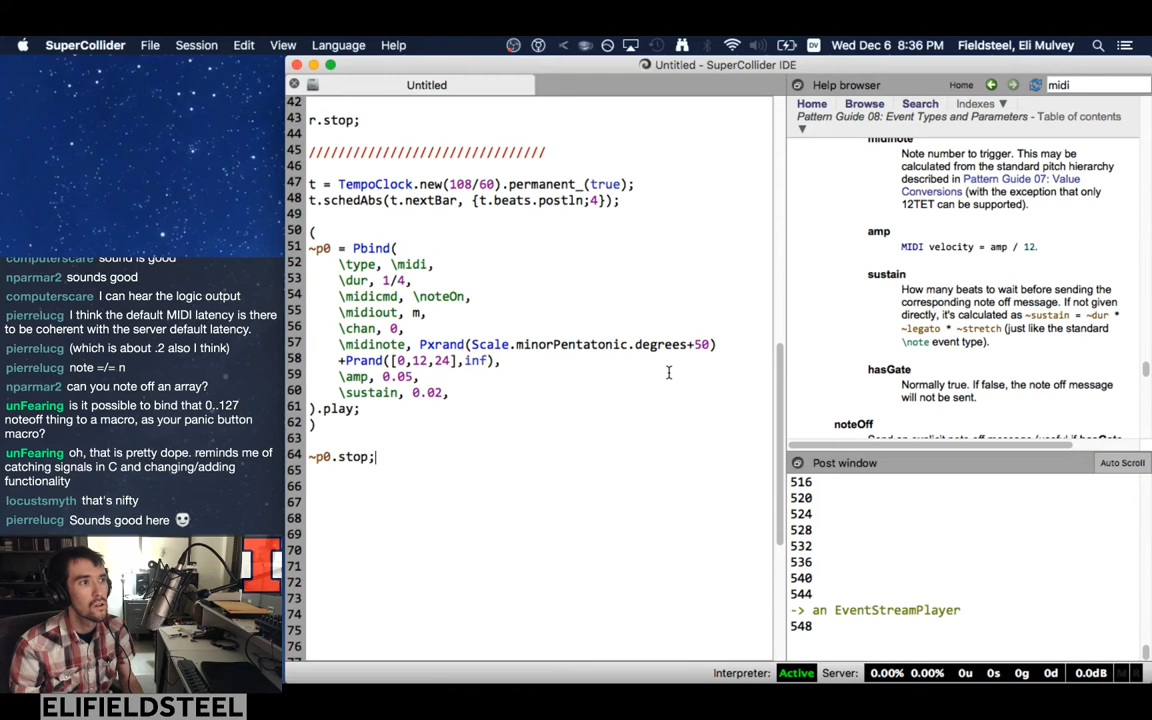 SuperCollider File Session Edit View Language Help Wed Dec 6 8:36 PM Fieldsteel, Eli Mulvey
Untitled - SuperCollider IDE
Untitled
42
43 r.stop;
44
45 ////////////////////////////////
46
47 t = TempoClock.new(108/60).permanent_(true);
48 t.schedAbs(t.nextBar, {t.beats.postln;4});
49
50 (
51 ~p0 = Pbind(
52 \type, \midi,
53 \dur, 1/4,
54 \midicmd, \noteOn,
55 \midiout, m,
56 \chan, 0,
57 \midinote, Pxrand(Scale.minorPentatonic.degrees+50)
58 +Prand([0,12,24],inf),
59 \amp, 0.05,
60 \sustain, 0.02,
61 ).play;
62 )
63
64 ~p0.stop;
65
66
67
68
69
70
71
72
73
74
75
76
Help browser Home midi
Home Browse Search Indexes ▼
Pattern Guide 08: Event Types and Parameters - Table of contents
▼
midinote
Note number to trigger. This may be
calculated from the standard pitch hierarchy
described in Pattern Guide 07: Value
Conversions (with the exception that only
12TET can be supported).
amp
MIDI velocity = amp / 12.
sustain
How many beats to wait before sending the
corresponding note off message. If not given
directly, it's calculated as ~sustain = ~dur *
~legato * ~stretch (just like the standard
\note event type).
hasGate
Normally true. If false, the note off message
will not be sent.
noteOff
Post window Auto Scroll
516
520
524
528
532
536
540
544
-> an EventStreamPlayer
548
Interpreter: Active Server: 0.00% 0.00% 0u 0s 0g 0d 0.0dB M R
computerscare sound is good
nparmar2 sounds good
computerscare I can hear the logic output
pierrelucg I think the default MIDI latency is there
to be coherent with the server default latency.
pierrelucg (which is about .2 also I think)
pierrelucg note =/= n
nparmar2 can you note off an array?
unFearing is it possible to bind that 0..127
noteoff thing to a macro, as your panic button
macro?
unFearing oh, that is pretty dope. reminds me of
catching signals in C and changing/adding
functionality
locustsmyth that's nifty
pierrelucg Sounds good here
ELIFIELDSTEEL